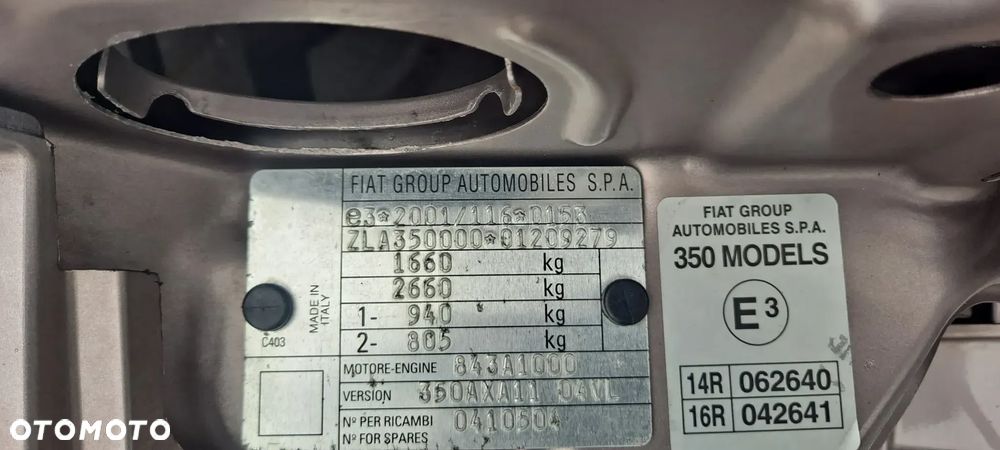 FIAT GROUP AUTOMOBILES S.P.A.
e3*2001/116*0153
ZLA350000*01209279
1660 kg
2660 kg
1- 940 kg
2- 805 kg
MADE IN
ITALY
C403
MOTORE-ENGINE 843A1000
VERSION 350AXA11 04VL
Nº PER RICAMBI
Nº FOR SPARES
0410504
FIAT GROUP
AUTOMOBILES S.P.A.
350 MODELS
E3
14R 062640
16R 042641
OTOMOTO